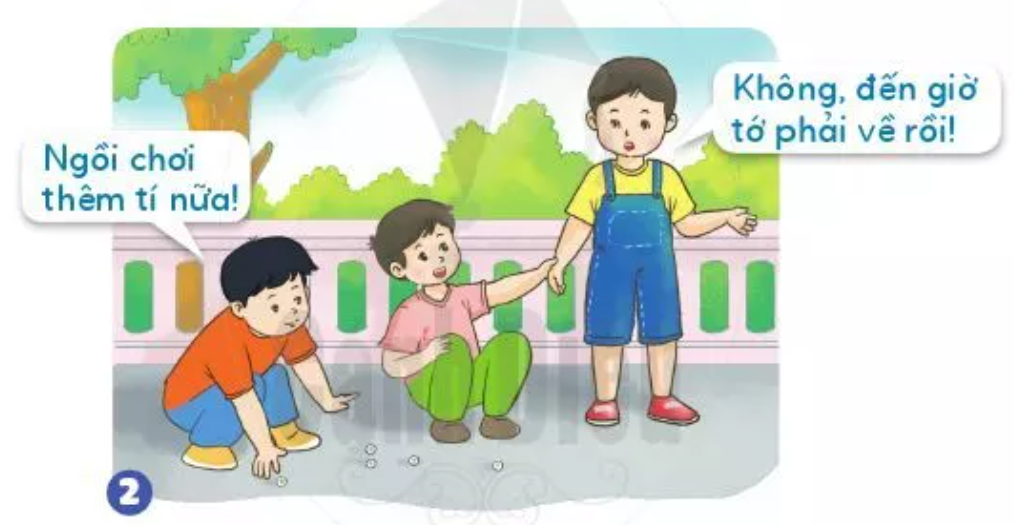 Ngồi chơi
thêm tí nữa!
Không, đến giờ
tớ phải về rồi!
2